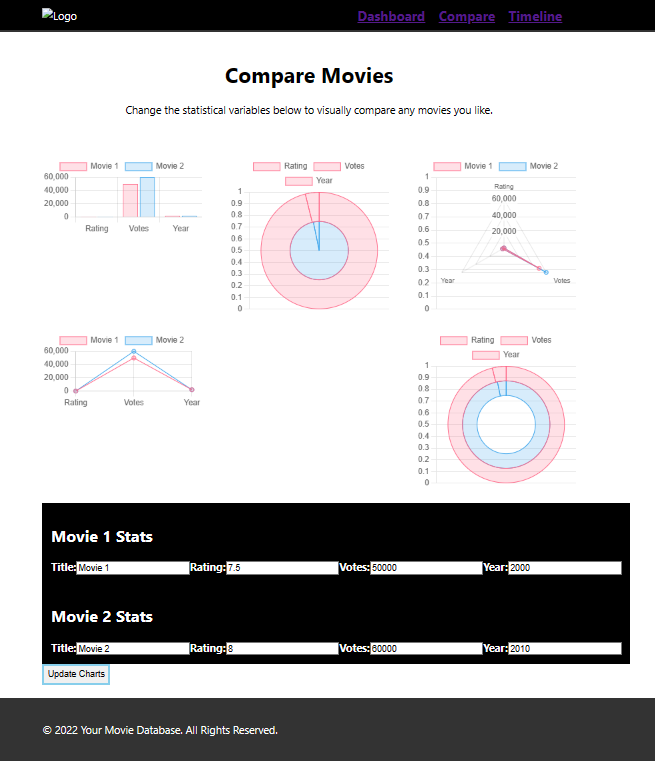 Logo
Dashboard Compare Timeline
Compare Movies
Change the statistical variables below to visually compare any movies you like.
Movie 1 Movie 2
60,000
40,000
20,000
0
Rating Votes Year
Rating Votes
Year
1
0.9
0.8
0.7
0.6
0.5
0.4
0.3
0.2
0.1
0
Movie 1 Movie 2
1
0.9
0.8
0.7
0.6
0.5
0.4
0.3
0.2
0.1
0
Rating
60,000
40,000
20,000
Year Votes
Movie 1 Movie 2
60,000
40,000
20,000
0
Rating Votes Year
Rating Votes
Year
1
0.9
0.8
0.7
0.6
0.5
0.4
0.3
0.2
0.1
0
Movie 1 Stats
Title: Movie 1 Rating: 7.5 Votes: 50000 Year: 2000
Movie 2 Stats
Title: Movie 2 Rating: 8 Votes: 60000 Year: 2010
Update Charts
© 2022 Your Movie Database. All Rights Reserved.